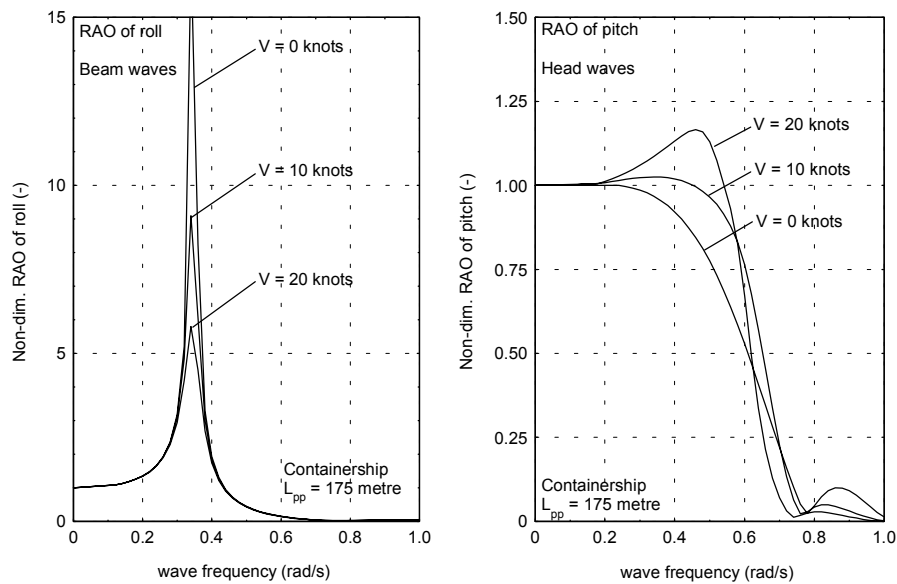 15
10
5
0
Non-dim. RAO of roll (-)
RAO of roll
Beam waves
V = 0 knots
V = 10 knots
V = 20 knots
Containership
Lpp = 175 metre
0 0.2 0.4 0.6 0.8 1.0
wave frequency (rad/s)
1.50
1.25
1.00
0.75
0.50
0.25
0
Non-dim. RAO of pitch (-)
RAO of pitch
Head waves
V = 20 knots
V = 10 knots
V = 0 knots
Containership
Lpp = 175 metre
0 0.2 0.4 0.6 0.8 1.0
wave frequency (rad/s)